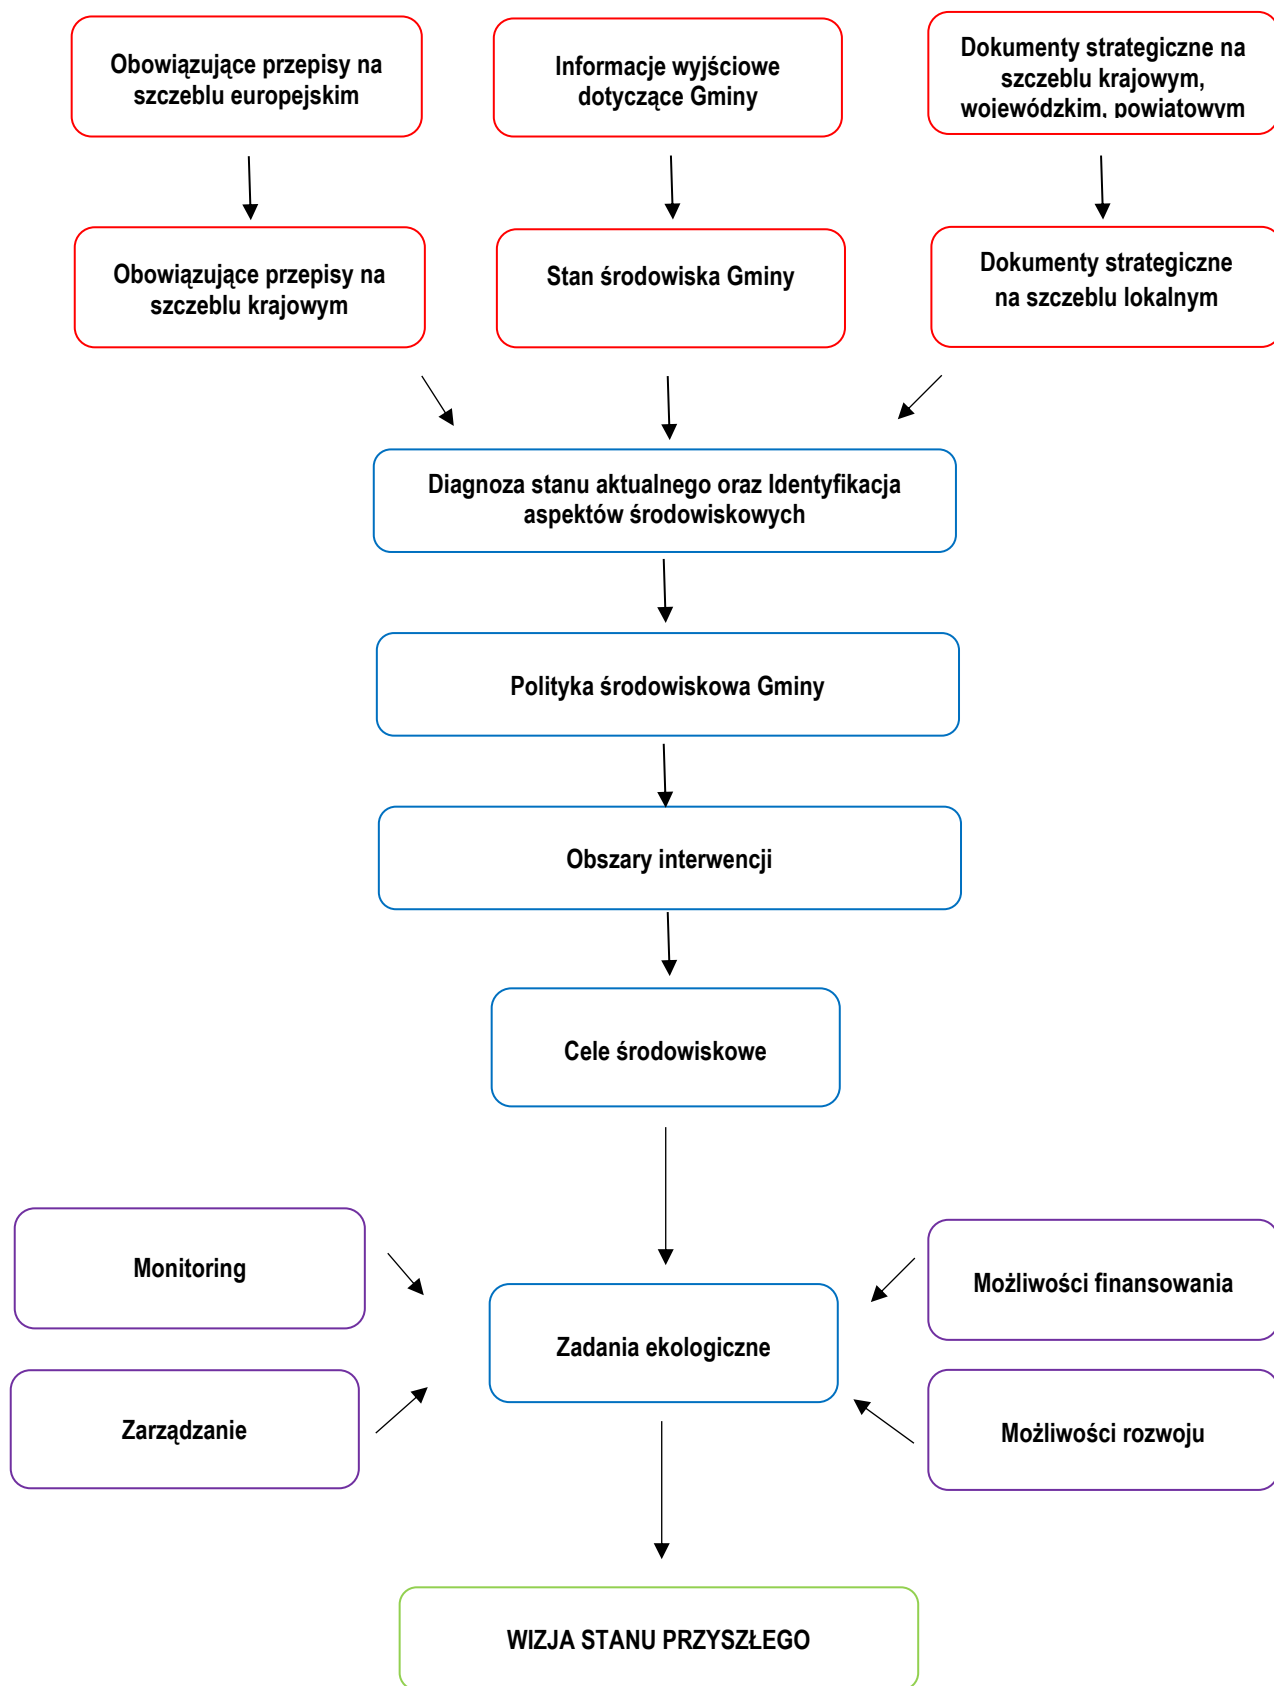 Obowiązujące przepisy na
szczeblu europejskim
Informacje wyjściowe
dotyczące Gminy
Dokumenty strategiczne na
szczeblu krajowym,
wojewódzkim, powiatowym
Obowiązujące przepisy na
szczeblu krajowym
Stan środowiska Gminy
Dokumenty strategiczne
na szczeblu lokalnym
Diagnoza stanu aktualnego oraz Identyfikacja
aspektów środowiskowych
Polityka środowiskowa Gminy
Obszary interwencji
Cele środowiskowe
Monitoring
Możliwości finansowania
Zadania ekologiczne
Zarządzanie
Możliwości rozwoju
WIZJA STANU PRZYSZŁEGO